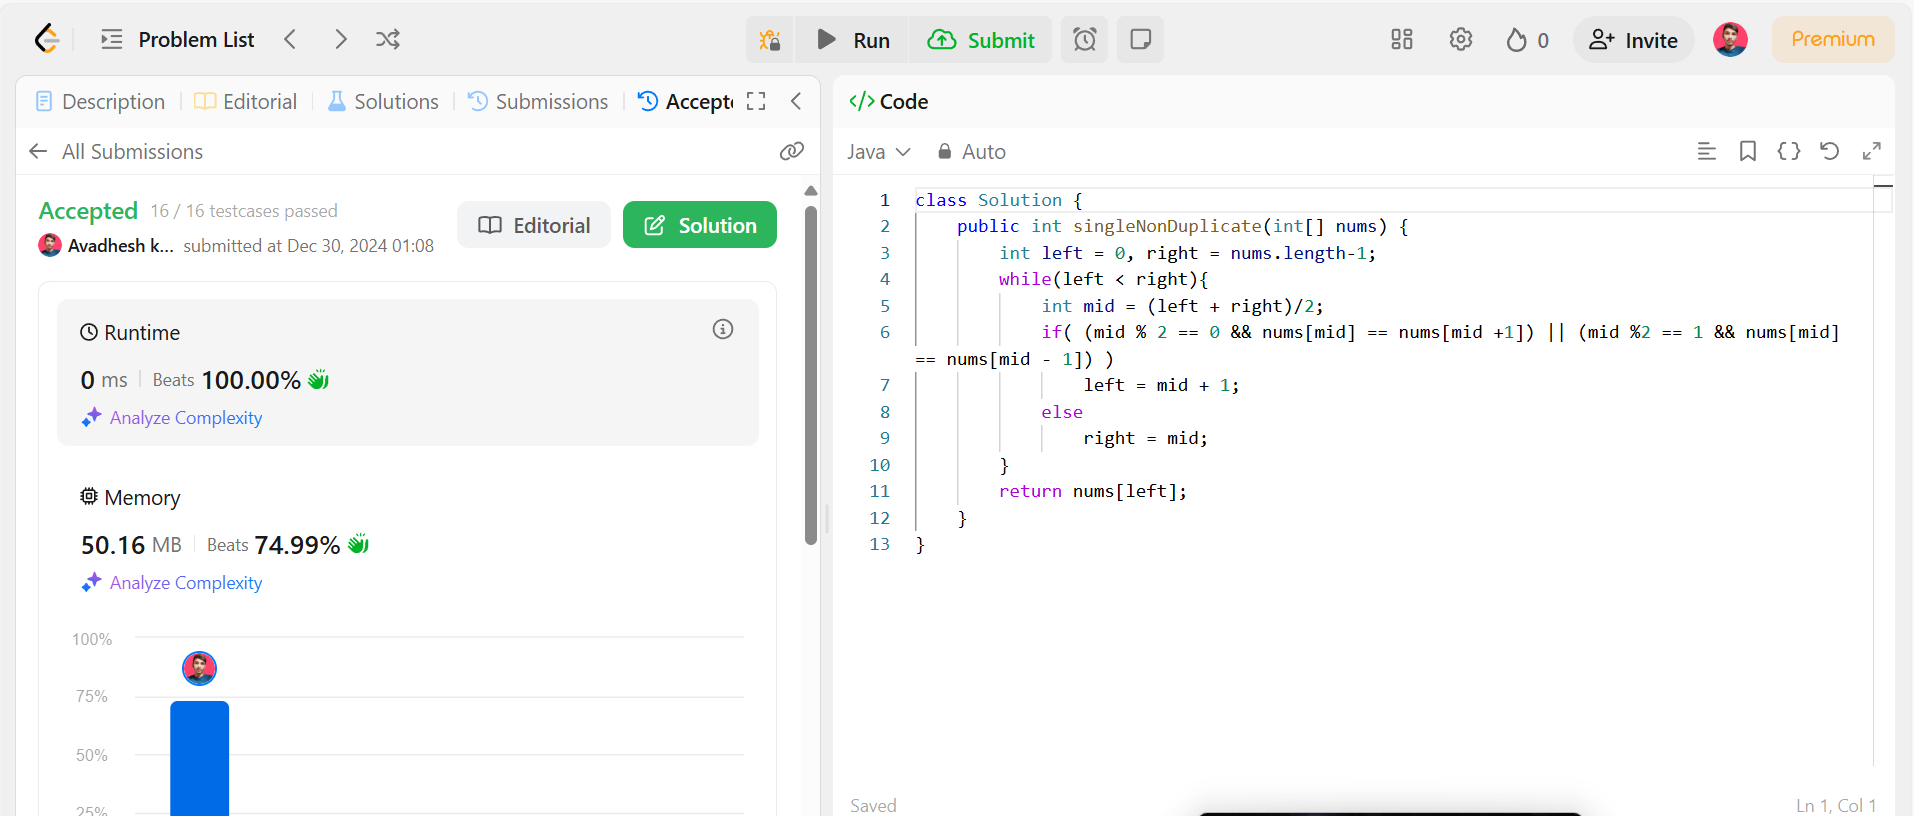 Problem List
Run
Submit
0
Invite
Premium
Description
Editorial
Solutions
Submissions
Accept
All Submissions
Accepted 16 / 16 testcases passed
Avadhesh k... submitted at Dec 30, 2024 01:08
Editorial
Solution
Runtime
0 ms Beats 100.00%
Analyze Complexity
Memory
50.16 MB Beats 74.99%
Analyze Complexity
100%
75%
50%
25%
</> Code
Java Auto
1 class Solution {
2 public int singleNonDuplicate(int[] nums) {
3 int left = 0, right = nums.length-1;
4 while(left < right){
5 int mid = (left + right)/2;
6 if( (mid % 2 == 0 && nums[mid] == nums[mid +1]) || (mid %2 == 1 && nums[mid]
== nums[mid - 1]) )
7 left = mid + 1;
8 else
9 right = mid;
10 }
11 return nums[left];
12 }
13 }
Saved
Ln 1, Col 1